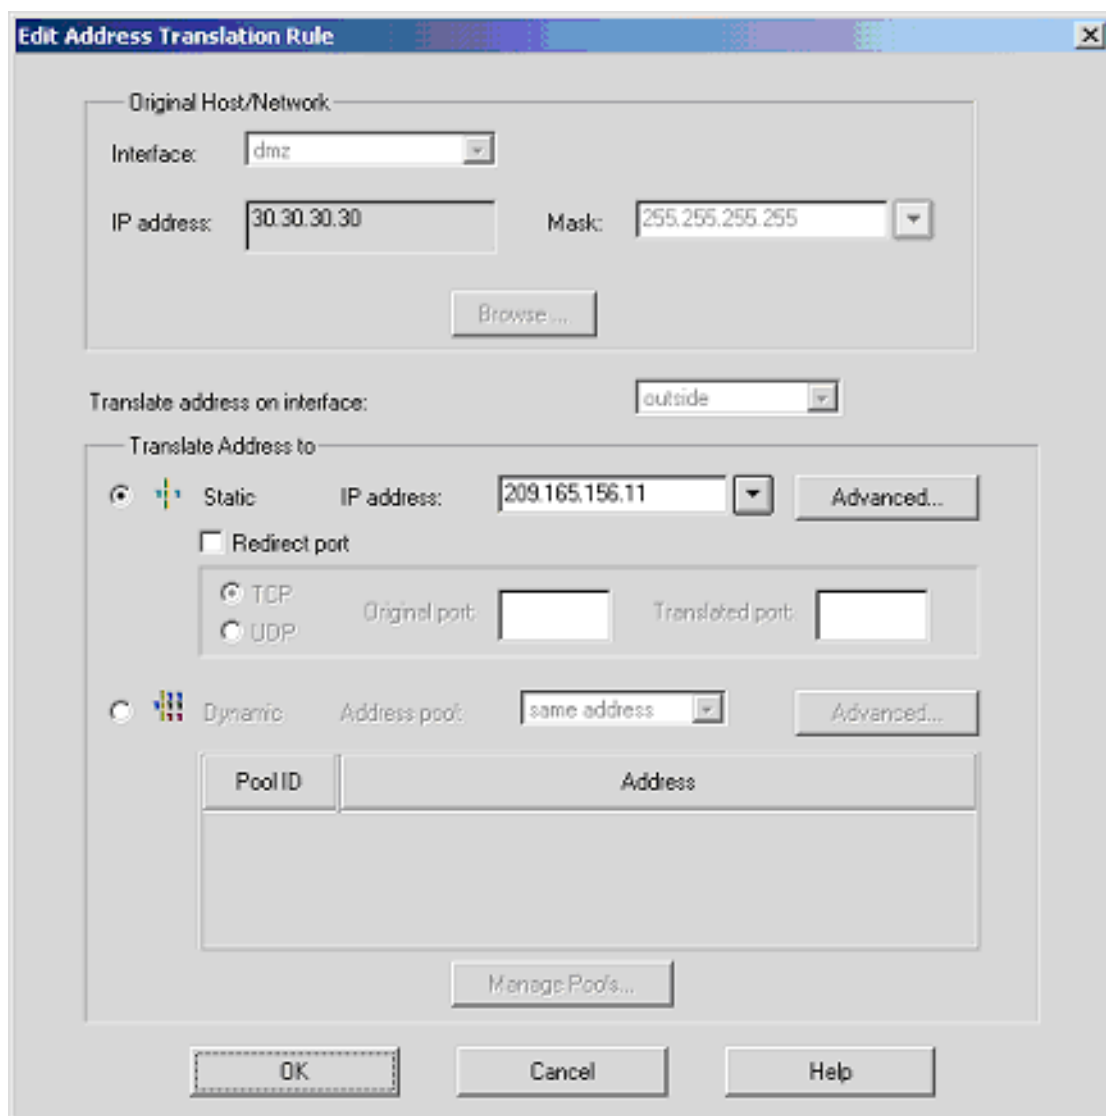 Edit Address Translation Rule
Original Host/Network
Interface: dmz
IP address: 30.30.30.30 Mask: 255.255.255.255
Browse ...
Translate address on interface: outside
Translate Address to
Static IP address: 209.165.156.11 Advanced...
Redirect port
TCP Original port: Translated port:
UDP
Dynamic Address pool: same address Advanced...
Pool ID Address
Manage Pools...
OK Cancel Help